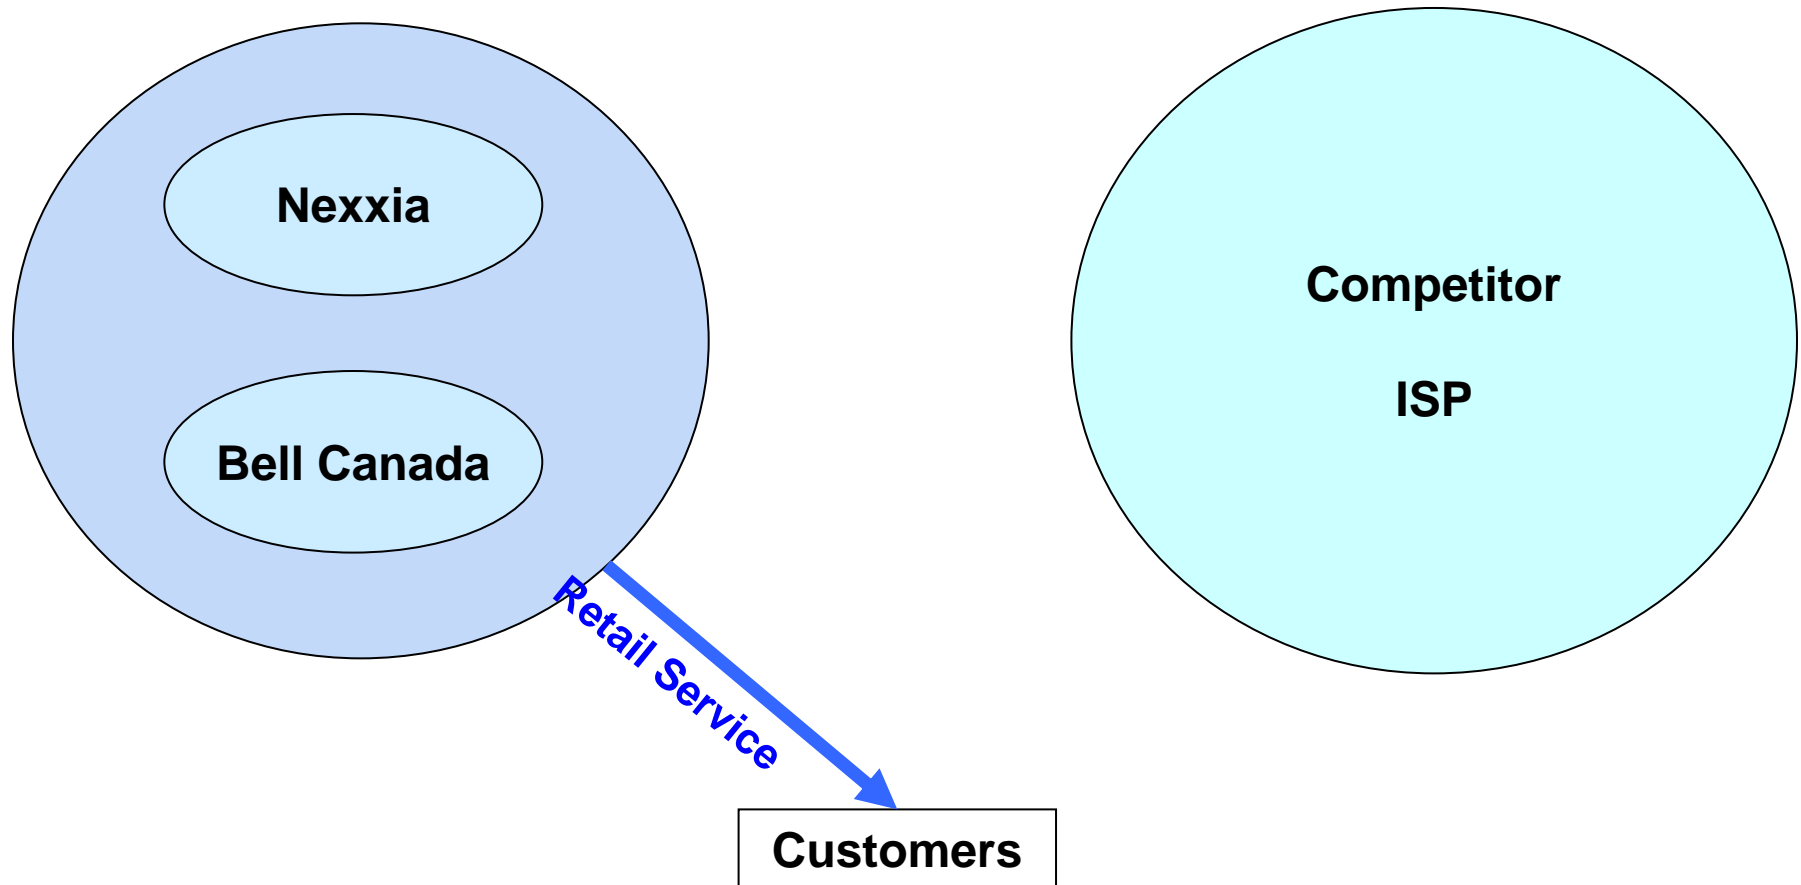 Nexxia
Competitor
ISP
Bell Canada
Retail Service
Customers